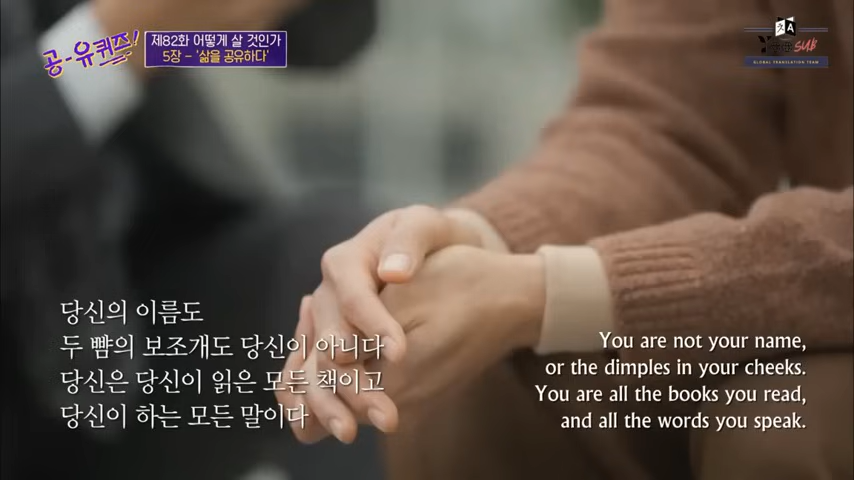 공-유퀴즈!
제82화 어떻게 살 것인가
5장 - '삶을 공유하다'
SUB
GLOBAL TRANSLATION TEAM
당신의 이름도
두 뺨의 보조개도 당신이 아니다
당신은 당신이 읽은 모든 책이고
당신이 하는 모든 말이다
You are not your name,
or the dimples in your cheeks.
You are all the books you read,
and all the words you speak.